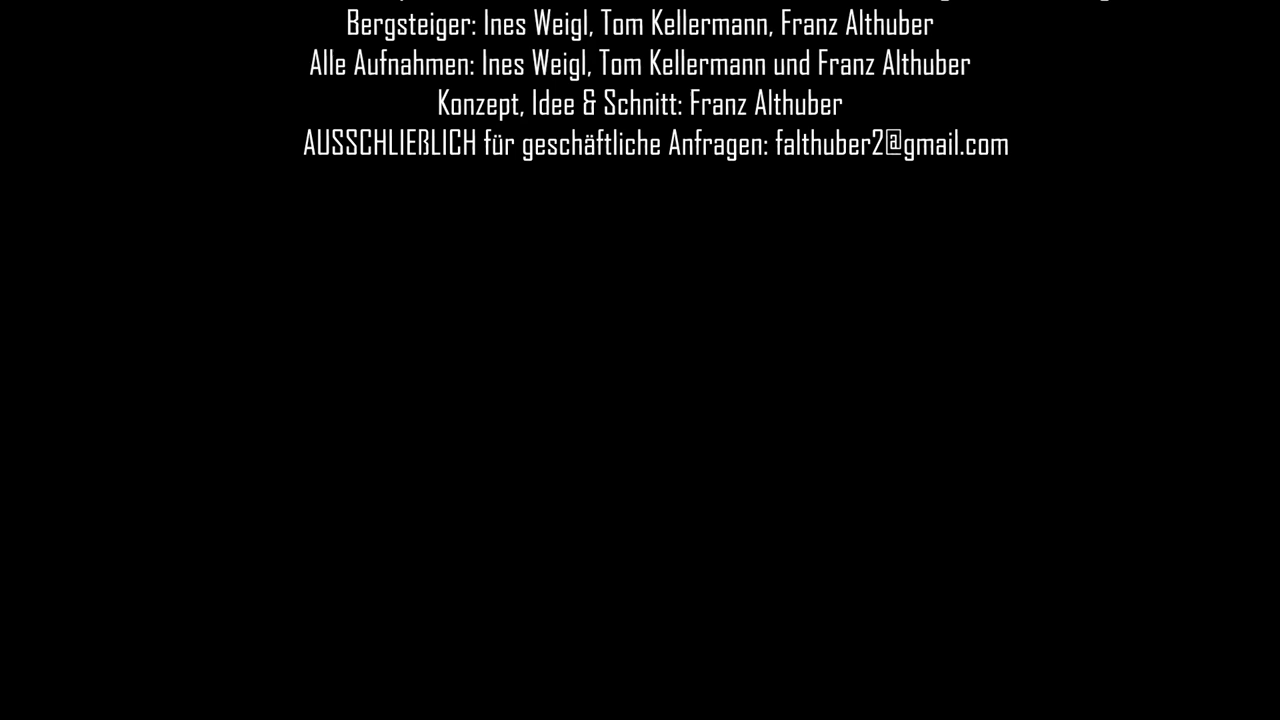 Bergsteiger: Ines Weigl, Tom Kellermann, Franz Althuber
Alle Aufnahmen: Ines Weigl, Tom Kellermann und Franz Althuber
Konzept, Idee & Schnitt: Franz Althuber
AUSSCHLIEßLICH für geschäftliche Anfragen: falthuber2@gmail.com